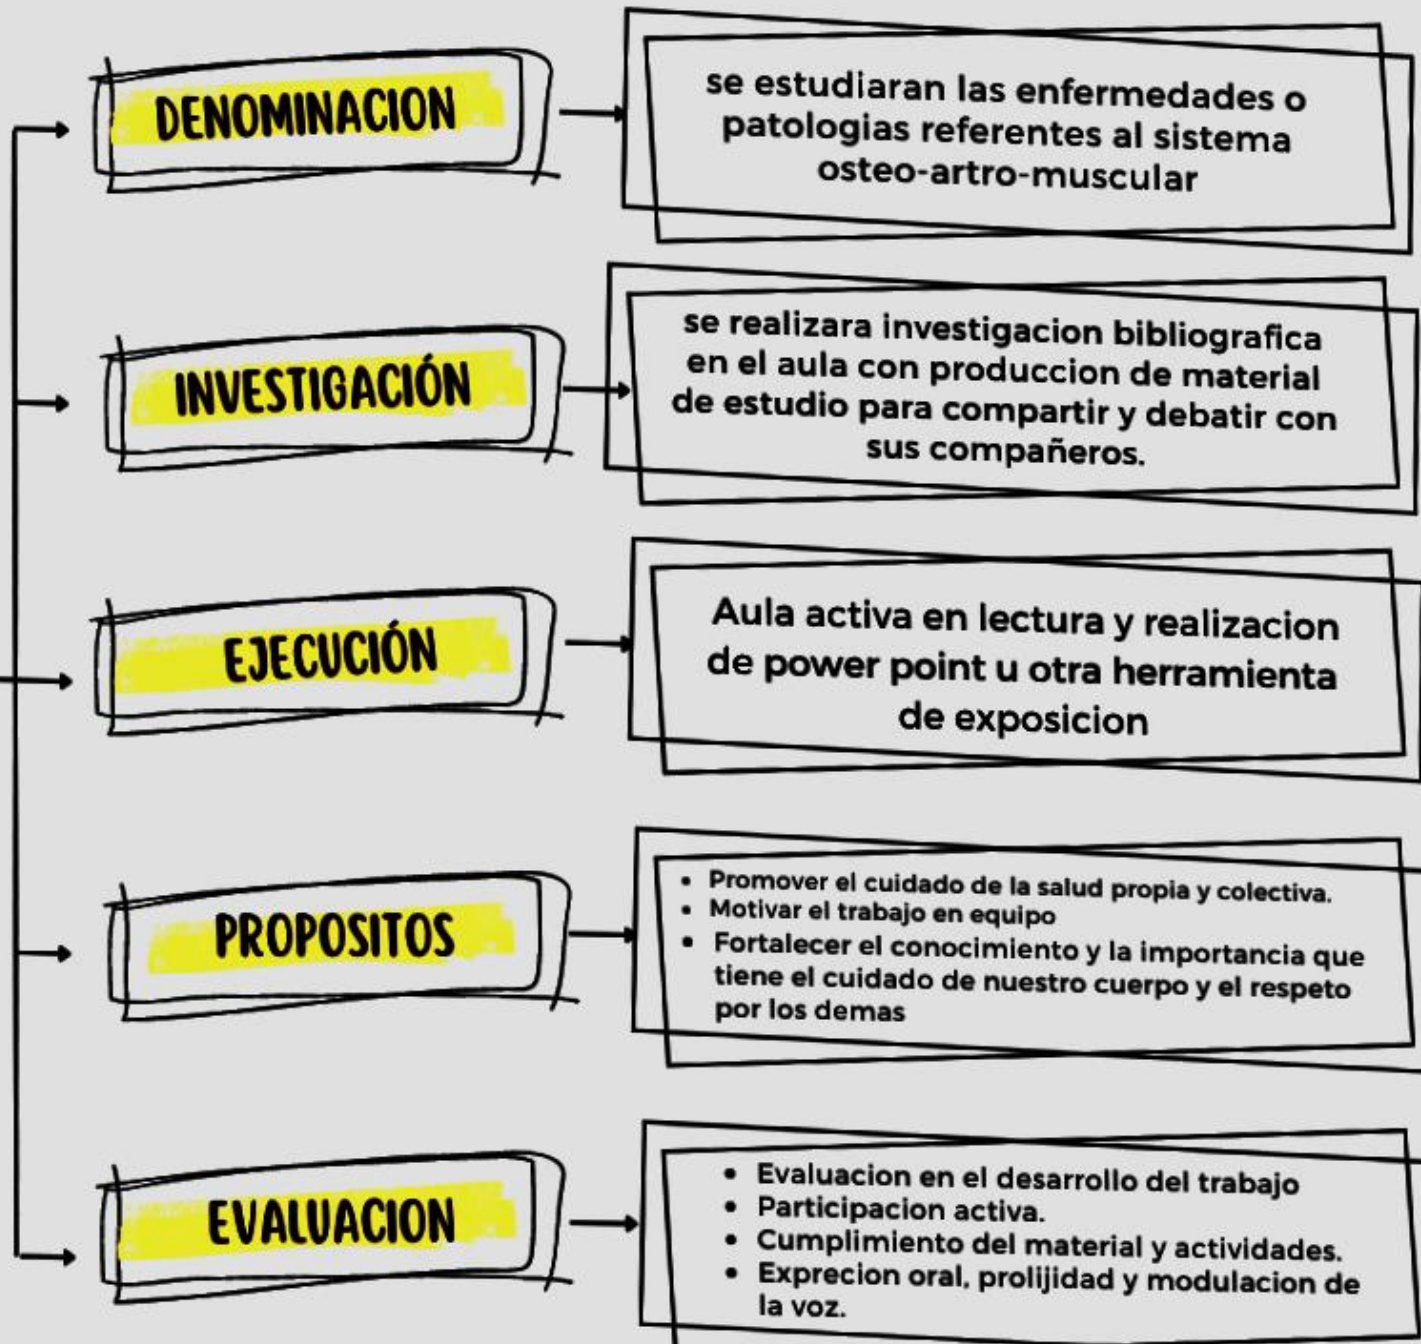 DENOMINACION
se estudiaran las enfermedades o
patologias referentes al sistema
osteo-artro-muscular
INVESTIGACIÓN
se realizara investigacion bibliografica
en el aula con produccion de material
de estudio para compartir y debatir con
sus compañeros.
EJECUCIÓN
Aula activa en lectura y realizacion
de power point u otra herramienta
de exposicion
PROPOSITOS
• Promover el cuidado de la salud propia y colectiva.
• Motivar el trabajo en equipo
• Fortalecer el conocimiento y la importancia que
tiene el cuidado de nuestro cuerpo y el respeto
por los demas
EVALUACION
• Evaluacion en el desarrollo del trabajo
• Participacion activa.
• Cumplimiento del material y actividades.
• Exprecion oral, prolijidad y modulacion de
la voz.